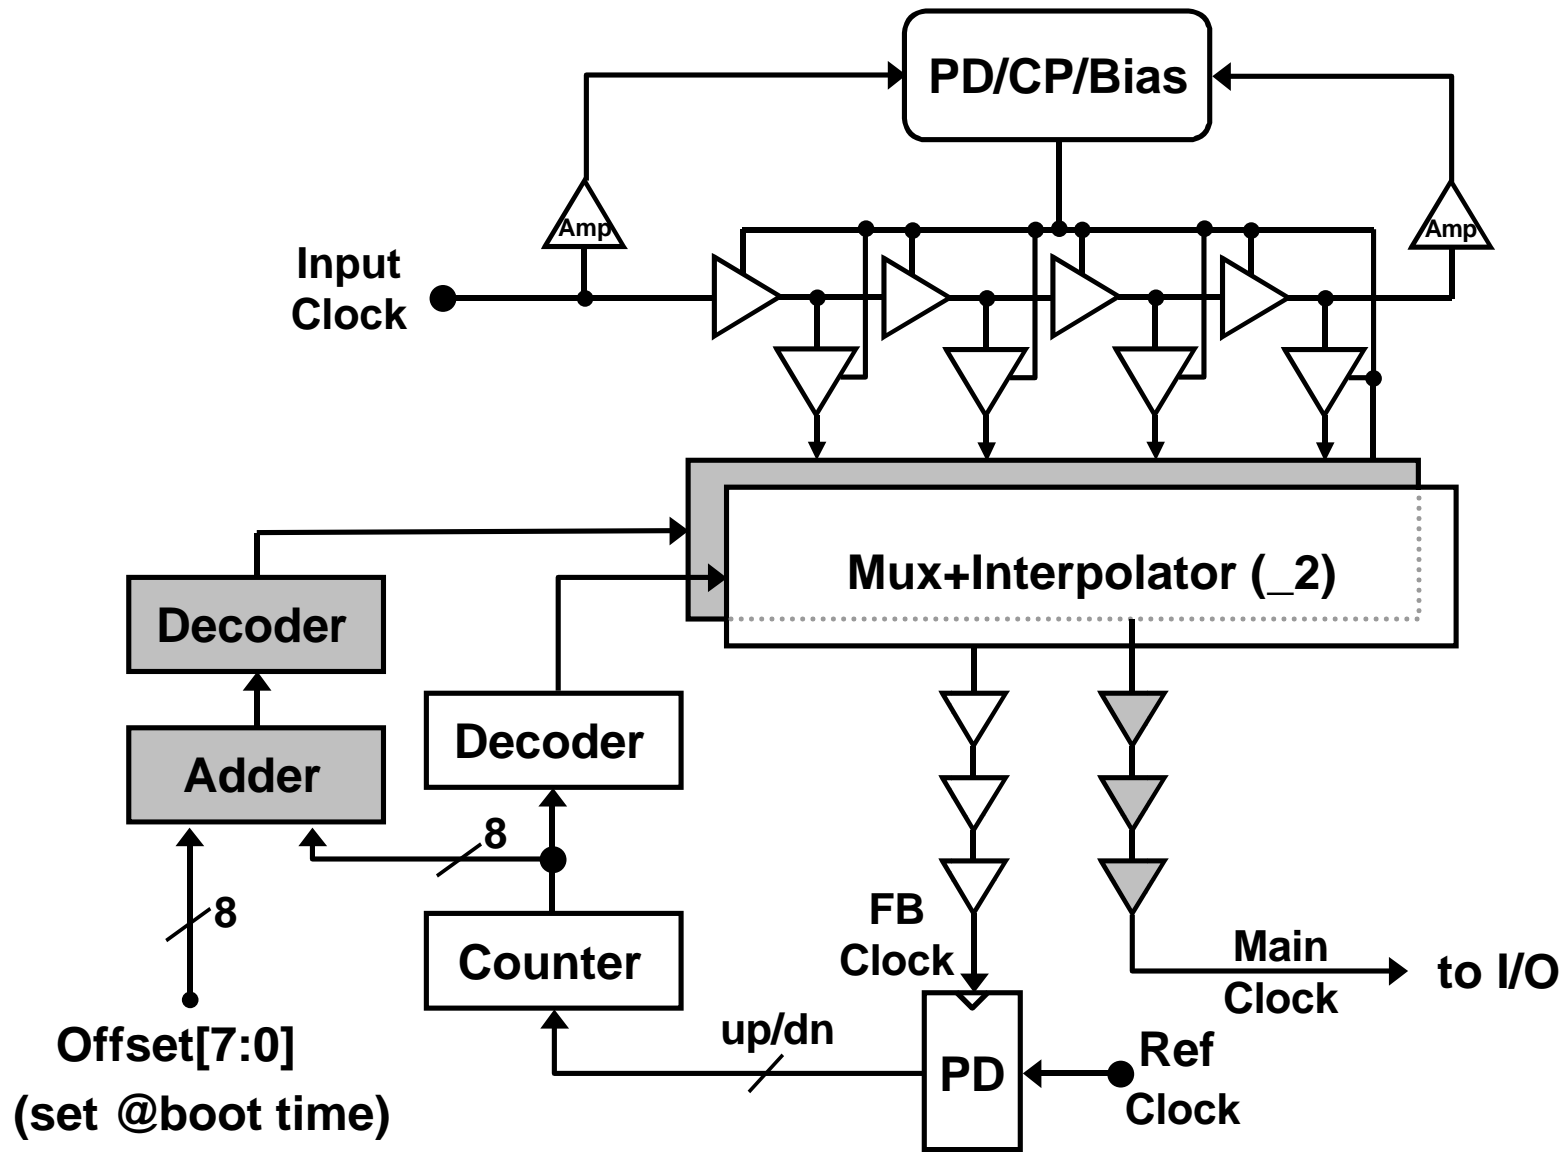 PD/CP/Bias
Amp
Amp
Input
Clock
Mux+Interpolator (_2)
Decoder
Decoder
Adder
8
8
FB
Clock
Counter
Main
Clock
to I/O
Offset[7:0]
(set @boot time)
up/dn
PD
Ref
Clock